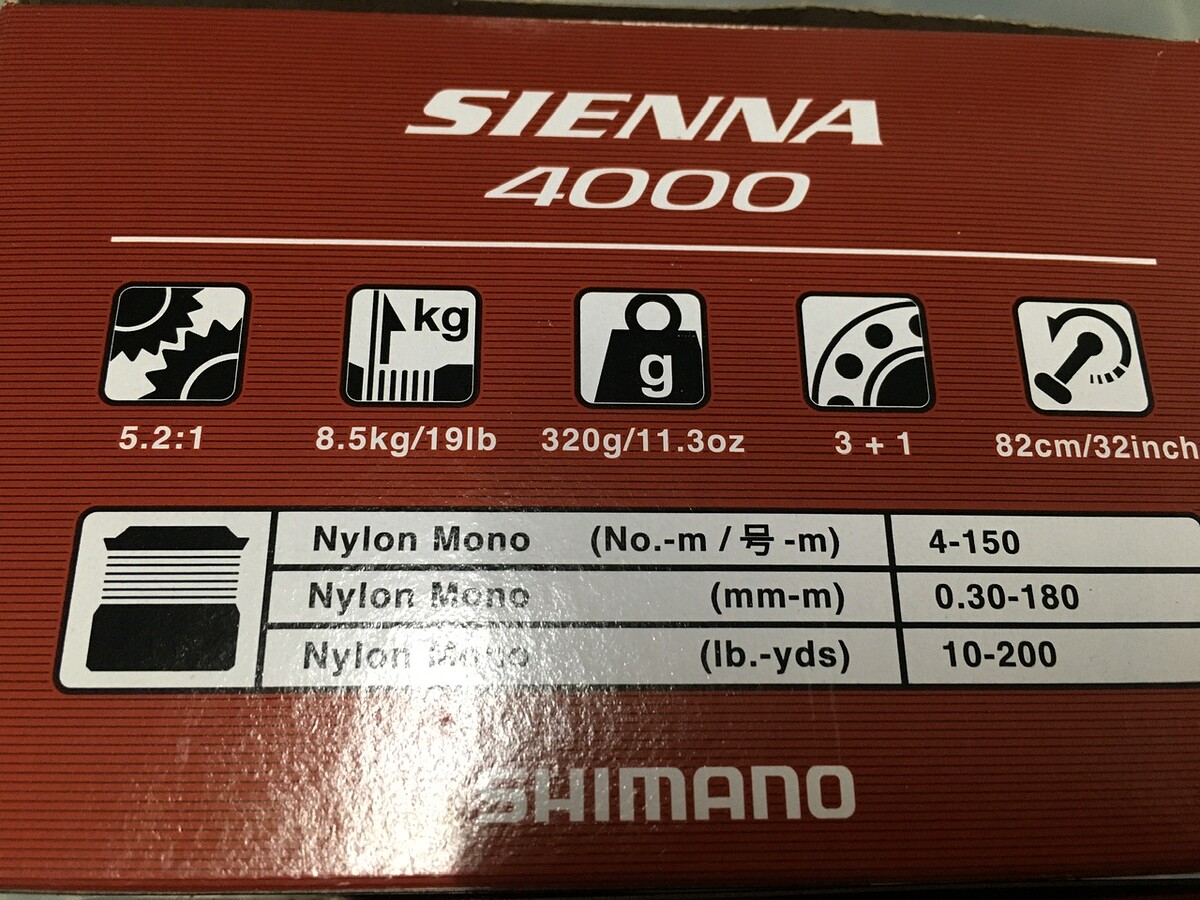 SIENNA
4000
kg
g
5.2:1 8.5kg/19lb 320g/11.3oz 3 + 1 82cm/32inch
Nylon Mono (No.-m / 号 -m) 4-150
Nylon Mono (mm-m) 0.30-180
Nylon Mono (lb.-yds) 10-200
SHIMANO